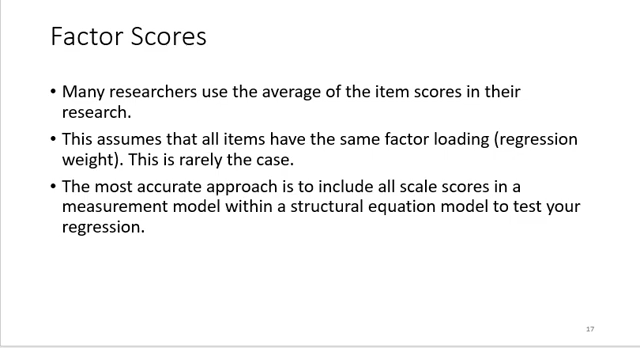 Factor Scores
• Many researchers use the average of the item scores in their
research.
• This assumes that all items have the same factor loading (regression
weight). This is rarely the case.
• The most accurate approach is to include all scale scores in a
measurement model within a structural equation model to test your
regression.
17